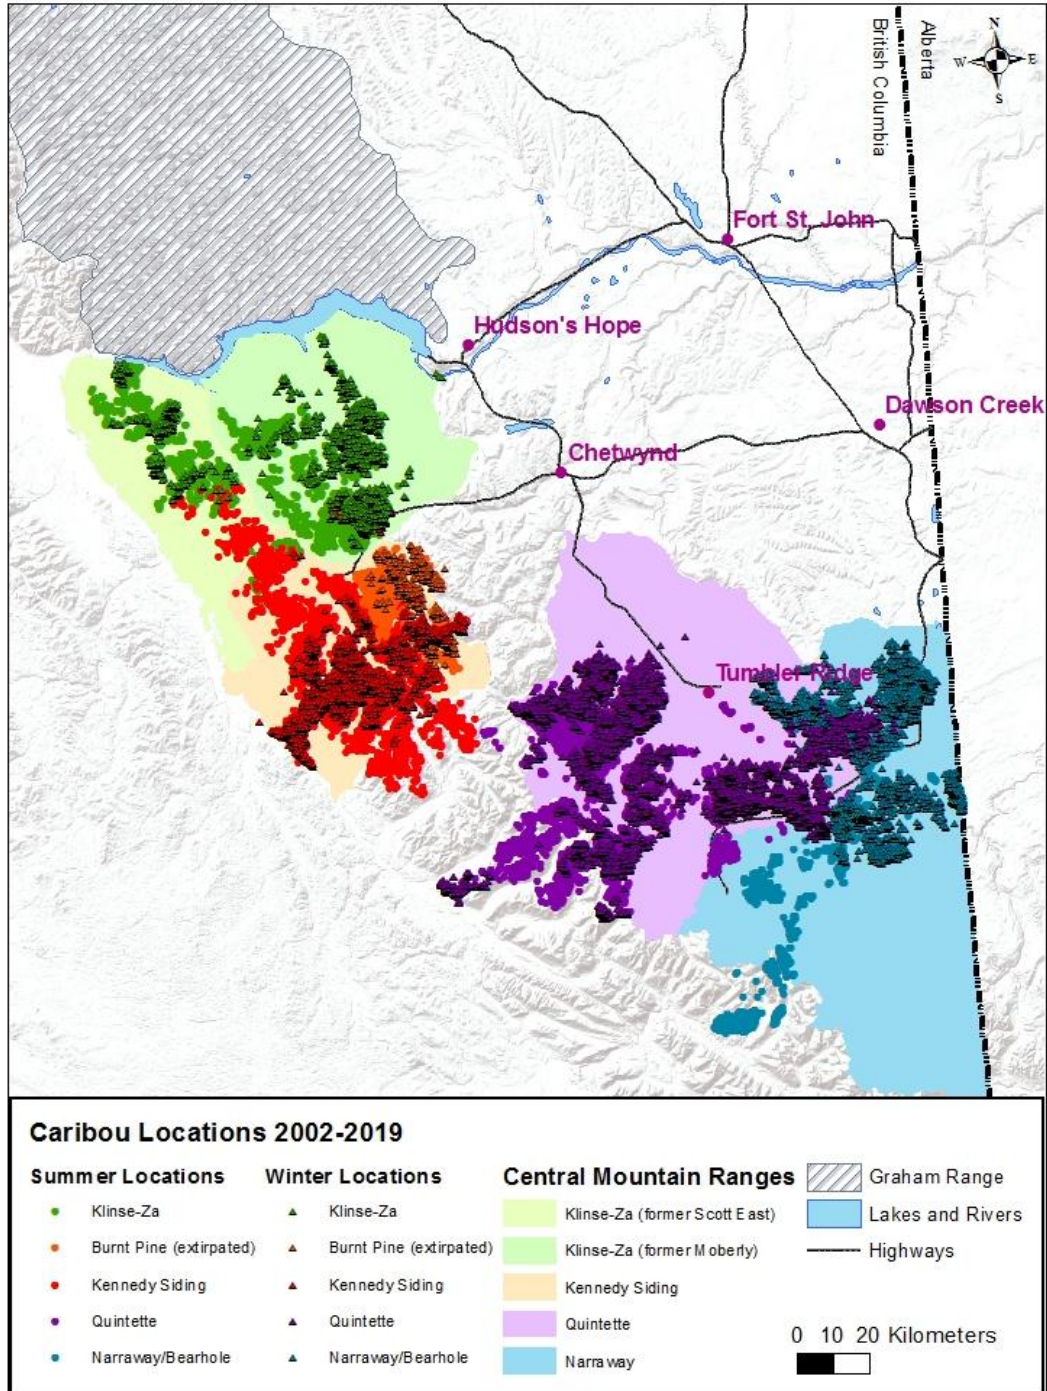 N
W E
S
Alberta
British Columbia
Fort St. John
Hudson's Hope
Dawson Creek
Chetwynd
Tumbler Ridge
Caribou Locations 2002-2019
Summer Locations
Klinse-Za
Burnt Pine (extirpated)
Kennedy Siding
Quintette
Narraway/Bearhole
Winter Locations
Klinse-Za
Burnt Pine (extirpated)
Kennedy Siding
Quintette
Narraway/Bearhole
Central Mountain Ranges
Klinse-Za (former Scott East)
Klinse-Za (former Moberly)
Kennedy Siding
Quintette
Narraway
Graham Range
Lakes and Rivers
Highways
0 10 20 Kilometers